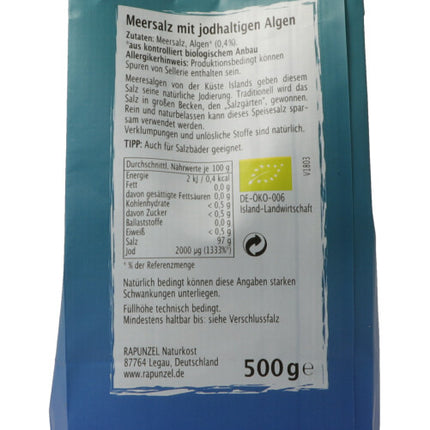 Meersalz mit jodhaltigen Algen
Zutaten: Meersalz, Algen* (0,4%).
*aus kontrolliert biologischem Anbau
Allergikerhinweis: Produktionsbedingt können
Spuren von Sellerie enthalten sein.
Meeresalgen von der Küste Islands geben diesem
Salz seine natürliche Jodierung. Traditionell wird das
Salz in großen Becken, den „Salzgärten", gewonnen.
Rein und naturbelassen kann dieses Speisesalz spar-
sam verwendet werden.
Verklumpungen und unlösliche Stoffe sind natürlich.
TIPP: Auch für Salzbäder geeignet.
Durchschnittl. Nährwerte je 100 g
Energie 2 kJ / 0,4 kcal
Fett 0,0 g
davon gesättigte Fettsäuren 0,0 g
Kohlenhydrate < 0,5 g
davon Zucker < 0,5 g
Ballaststoffe 0,0 g
Eiweiß < 0,5 g
Salz 97 g
Jod 2000 µg (1333%*)
* % der Referenzmenge
V1803
DE-ÖKO-006
Island-Landwirtschaft
Natürlich bedingt können diese Angaben starken
Schwankungen unterliegen.
Füllhöhe technisch bedingt.
Mindestens haltbar bis: siehe Verschlussfalz
RAPUNZEL Naturkost
87764 Legau, Deutschland
www.rapunzel.de
500g e